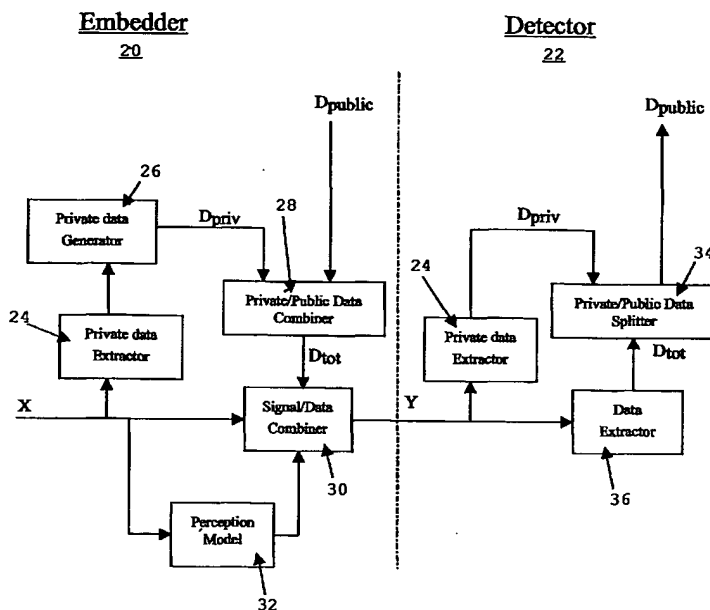 Embedder
20
Detector
22
Dpublic
Dpublic
26
Private data
Generator
Dpriv
28
Dpriv
24
34
24
Private data
Extractor
Private/Public Data
Combiner
Private data
Extractor
Private/Public Data
Splitter
Dtot
Dtot
X
Signal/Data
Combiner
Y
Data
Extractor
30
36
Perception
Model
32